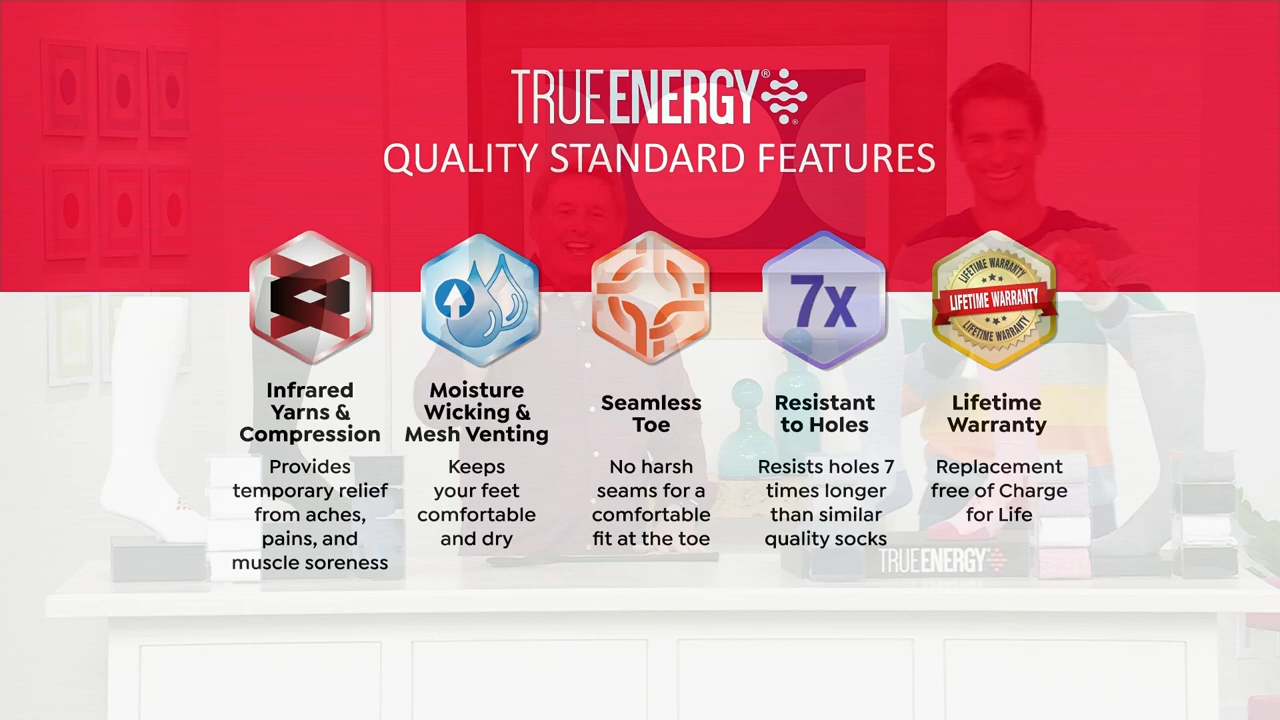 TRUEENERGY®
QUALITY STANDARD FEATURES
7x
LIFETIME WARRANTY
LIFETIME WARRANTY
LIFETIME WARRANTY
Infrared
Yarns &
Compression
Provides
temporary relief
from aches,
pains, and
muscle soreness
Moisture
Wicking &
Mesh Venting
Keeps
your feet
comfortable
and dry
Seamless
Toe
No harsh
seams for a
comfortable
fit at the toe
Resistant
to Holes
Resists holes 7
times longer
than similar
quality socks
Lifetime
Warranty
Replacement
free of Charge
for Life
TRUEENERGY